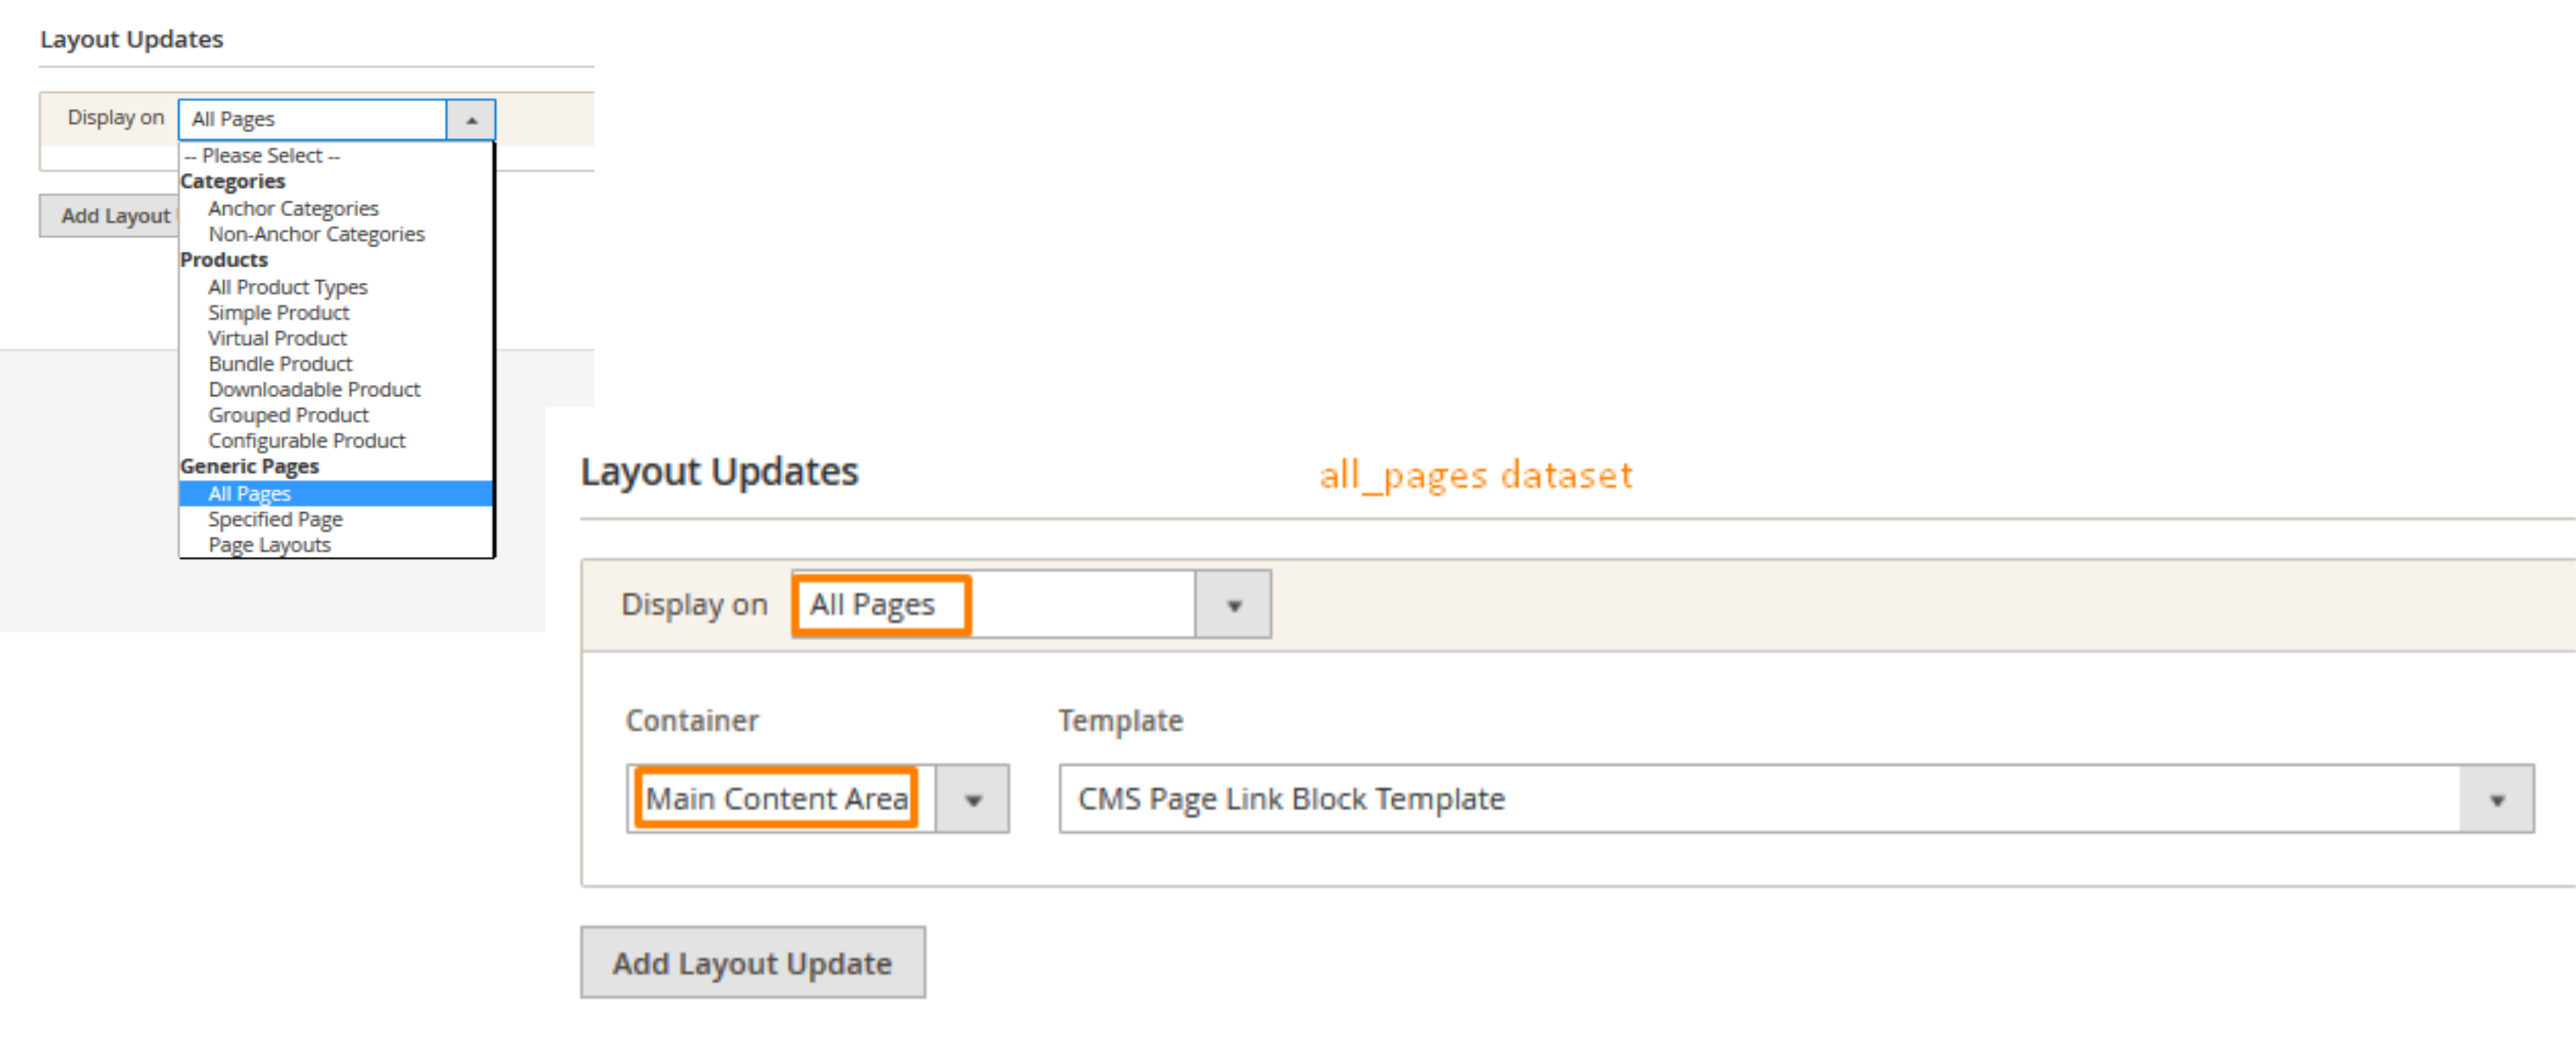 Layout Updates
Display on All Pages
-- Please Select --
Categories
Anchor Categories
Non-Anchor Categories
Products
All Product Types
Simple Product
Virtual Product
Bundle Product
Downloadable Product
Grouped Product
Configurable Product
Generic Pages
All Pages
Specified Page
Page Layouts
Add Layout
Layout Updates
all_pages dataset
Display on All Pages
Container Template
Main Content Area CMS Page Link Block Template
Add Layout Update